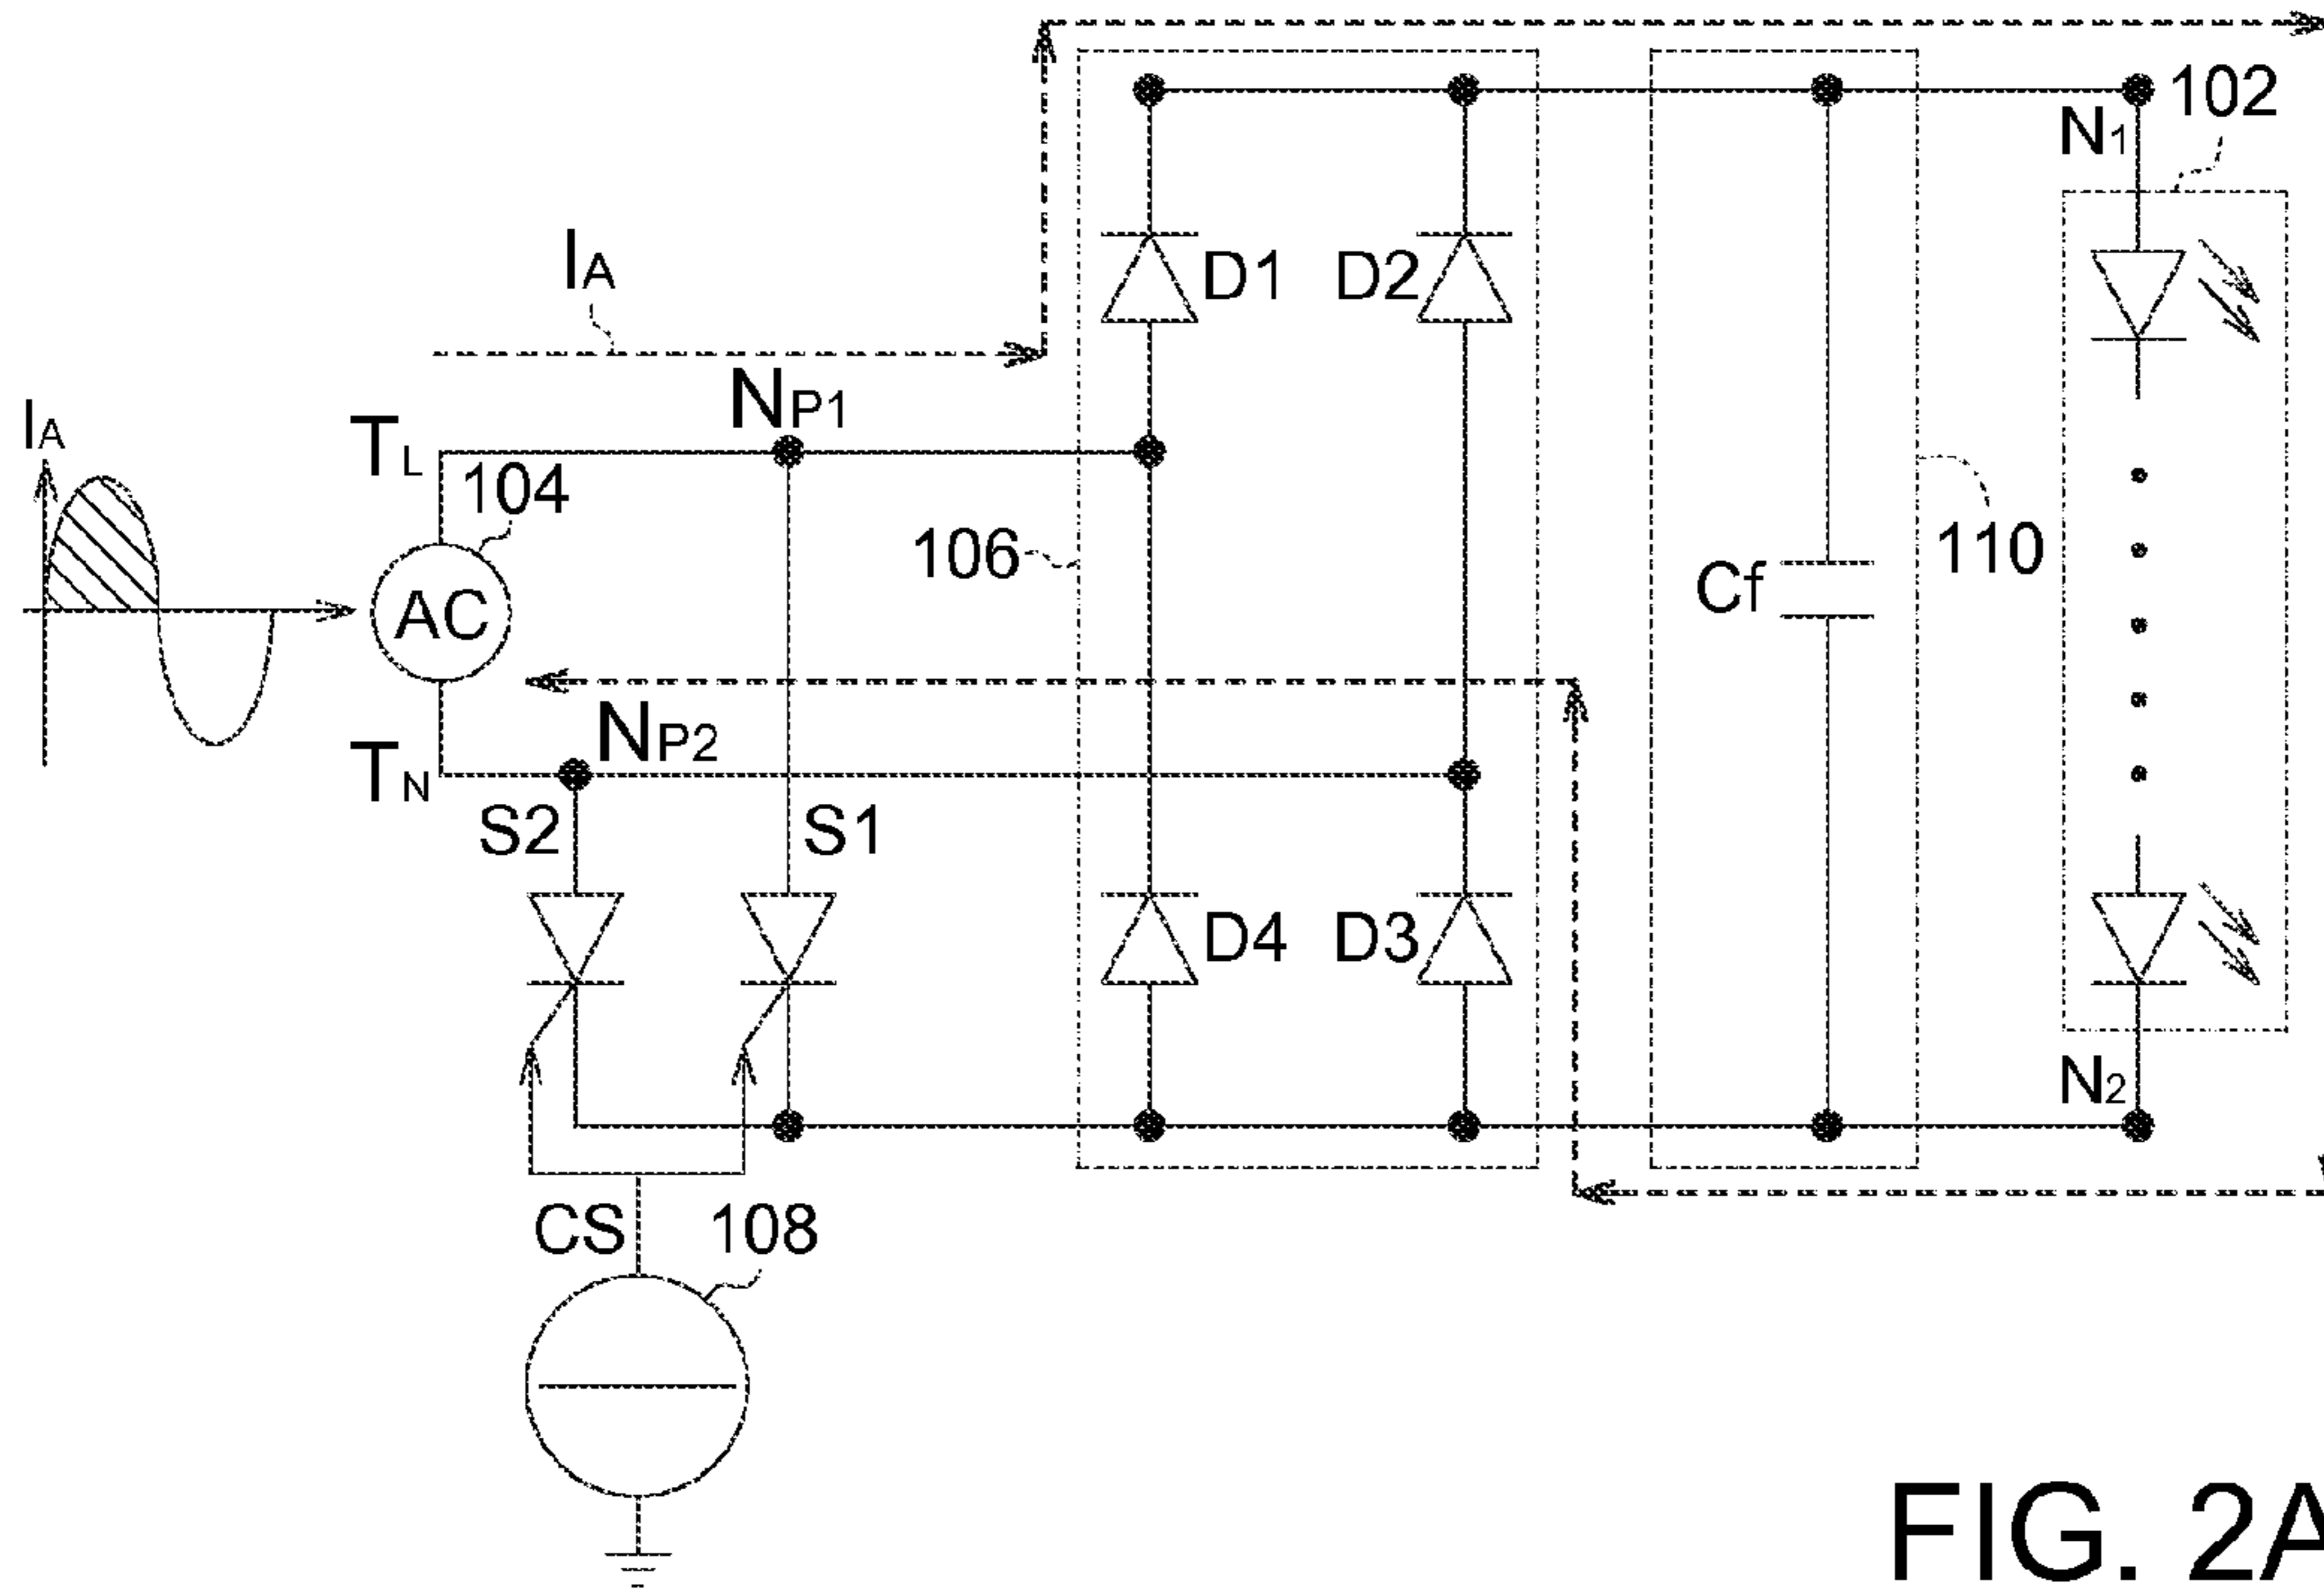 102
N1
IA
D1
D2
IA
NP1
TL
104
106
110
Cf
AC
NP2
TN
S2
S1
D4
D3
N2
CS
108
FIG. 2A